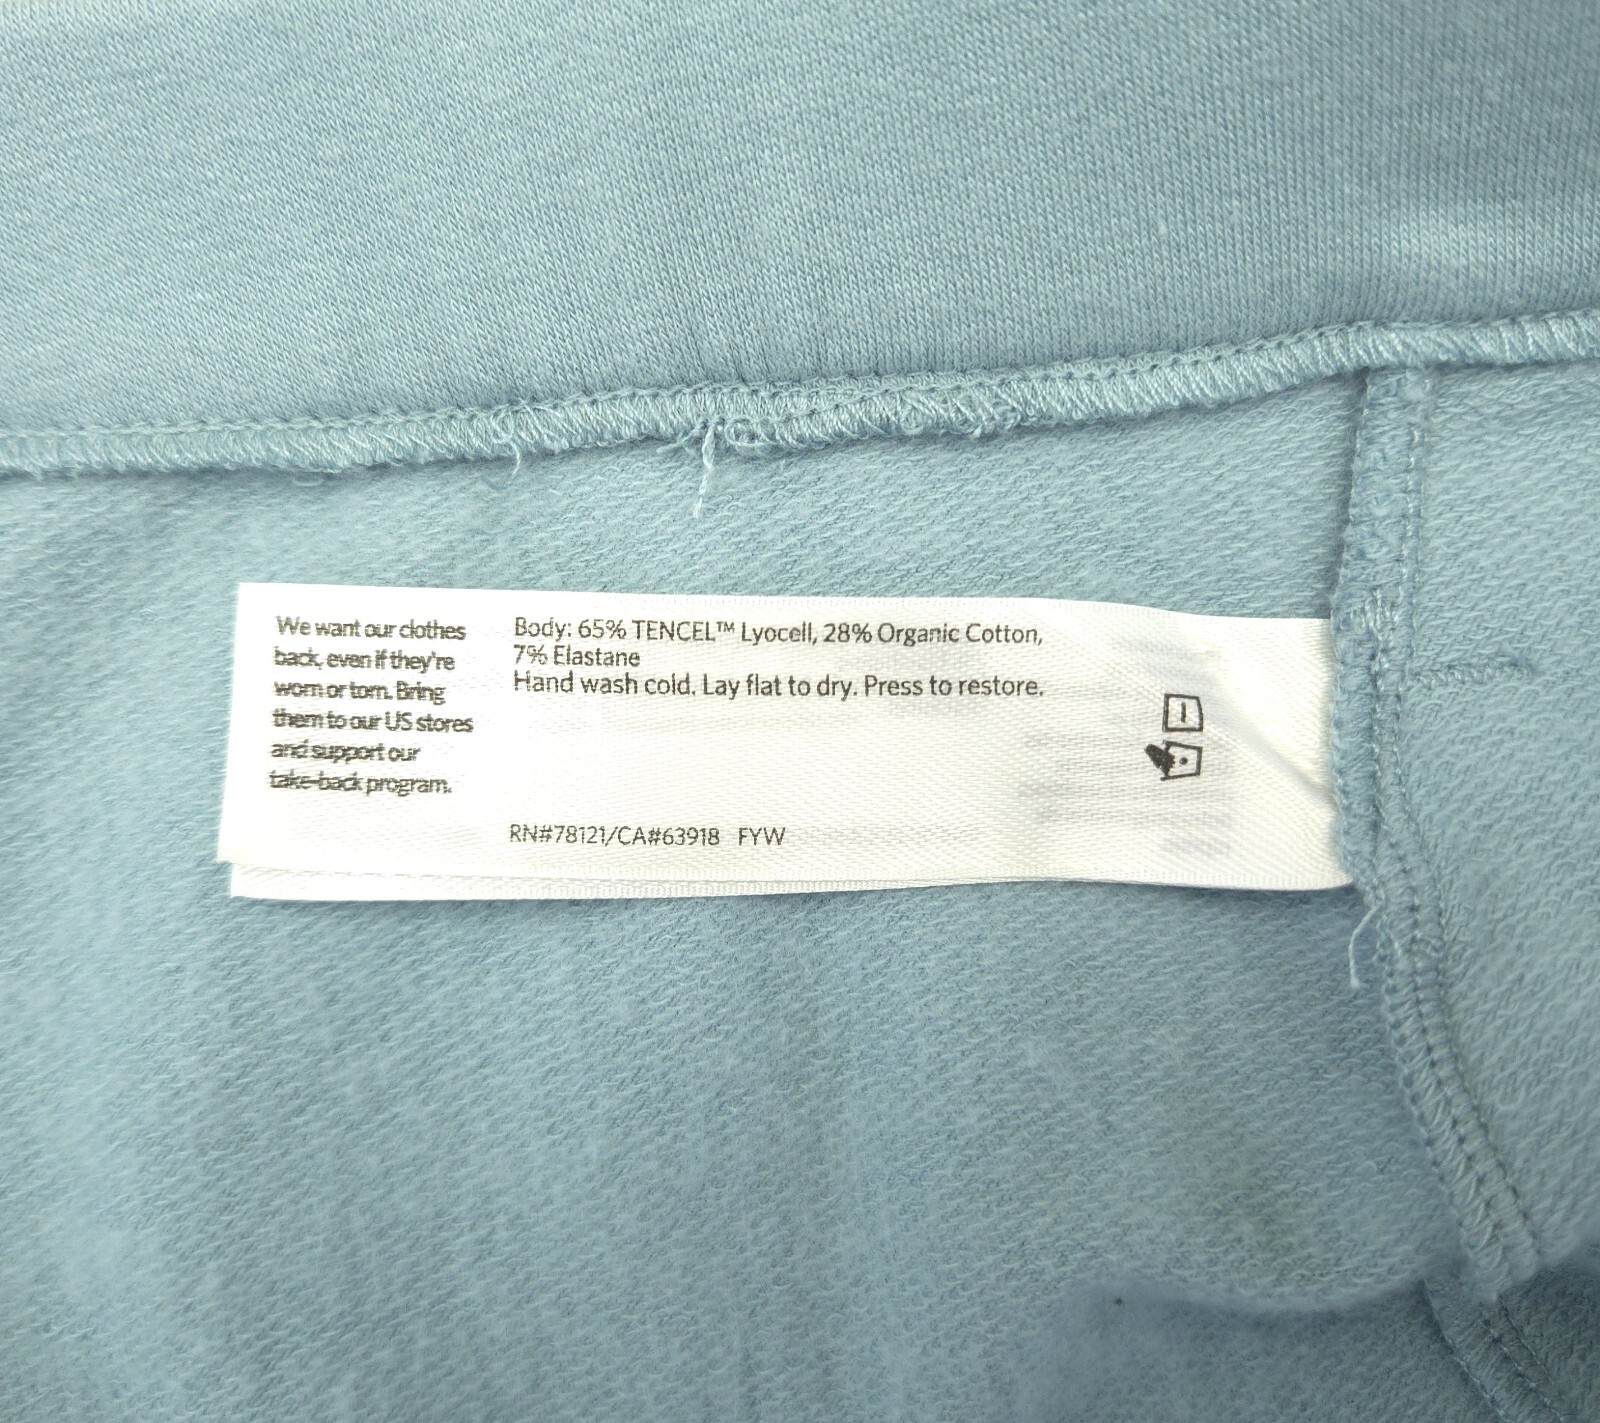 We want our clothes
back, even if they're
worn or torn. Bring
them to our US stores
and support our
take-back program.
Body: 65% TENCEL™ Lyocell, 28% Organic Cotton,
7% Elastane
Hand wash cold. Lay flat to dry. Press to restore.
RN#78121/CA#63918 FYW